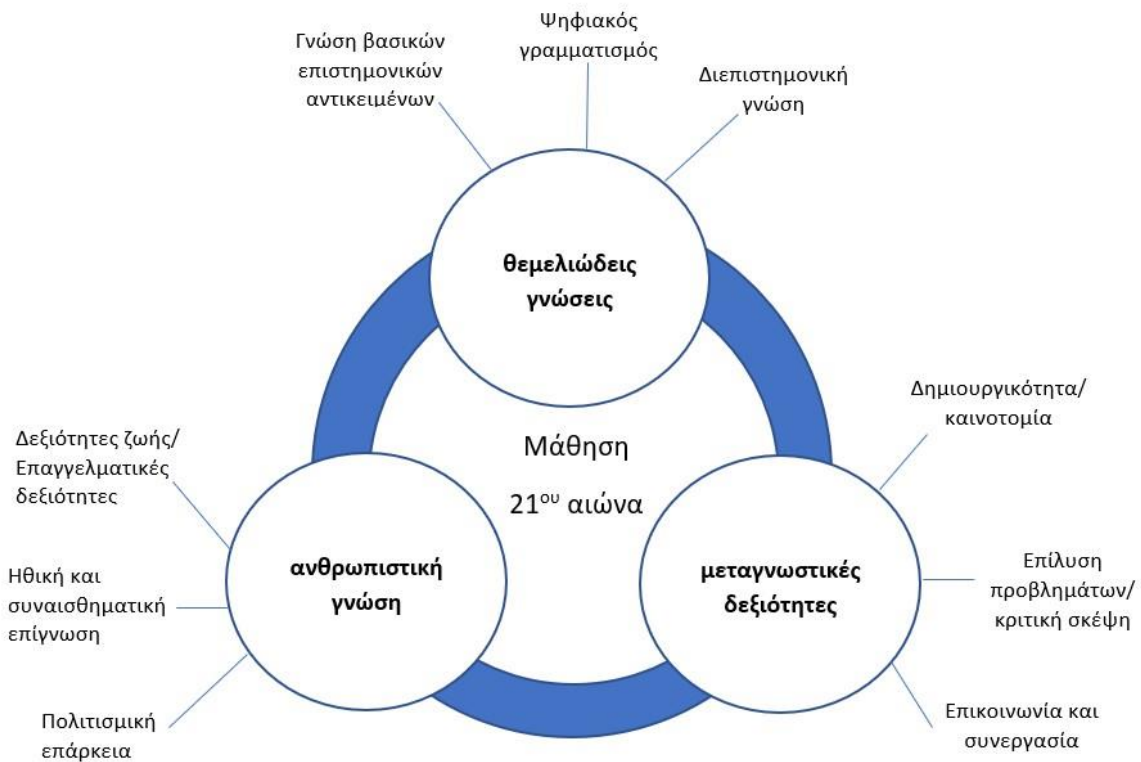 Γνώση βασικών
επιστημονικών
αντικειμένων
Ψηφιακός
γραμματισμός
Διεπιστημονική
γνώση
θεμελιώδεις
γνώσεις
Μάθηση
21ου αιώνα
Δεξιότητες ζωής/
Επαγγελματικές
δεξιότητες
Ηθική και
συναισθηματική
επίγνωση
Πολιτισμική
επάρκεια
ανθρωπιστική
γνώση
μεταγνωστικές
δεξιότητες
Δημιουργικότητα/
καινοτομία
Επίλυση
προβλημάτων/
κριτική σκέψη
Επικοινωνία και
συνεργασία